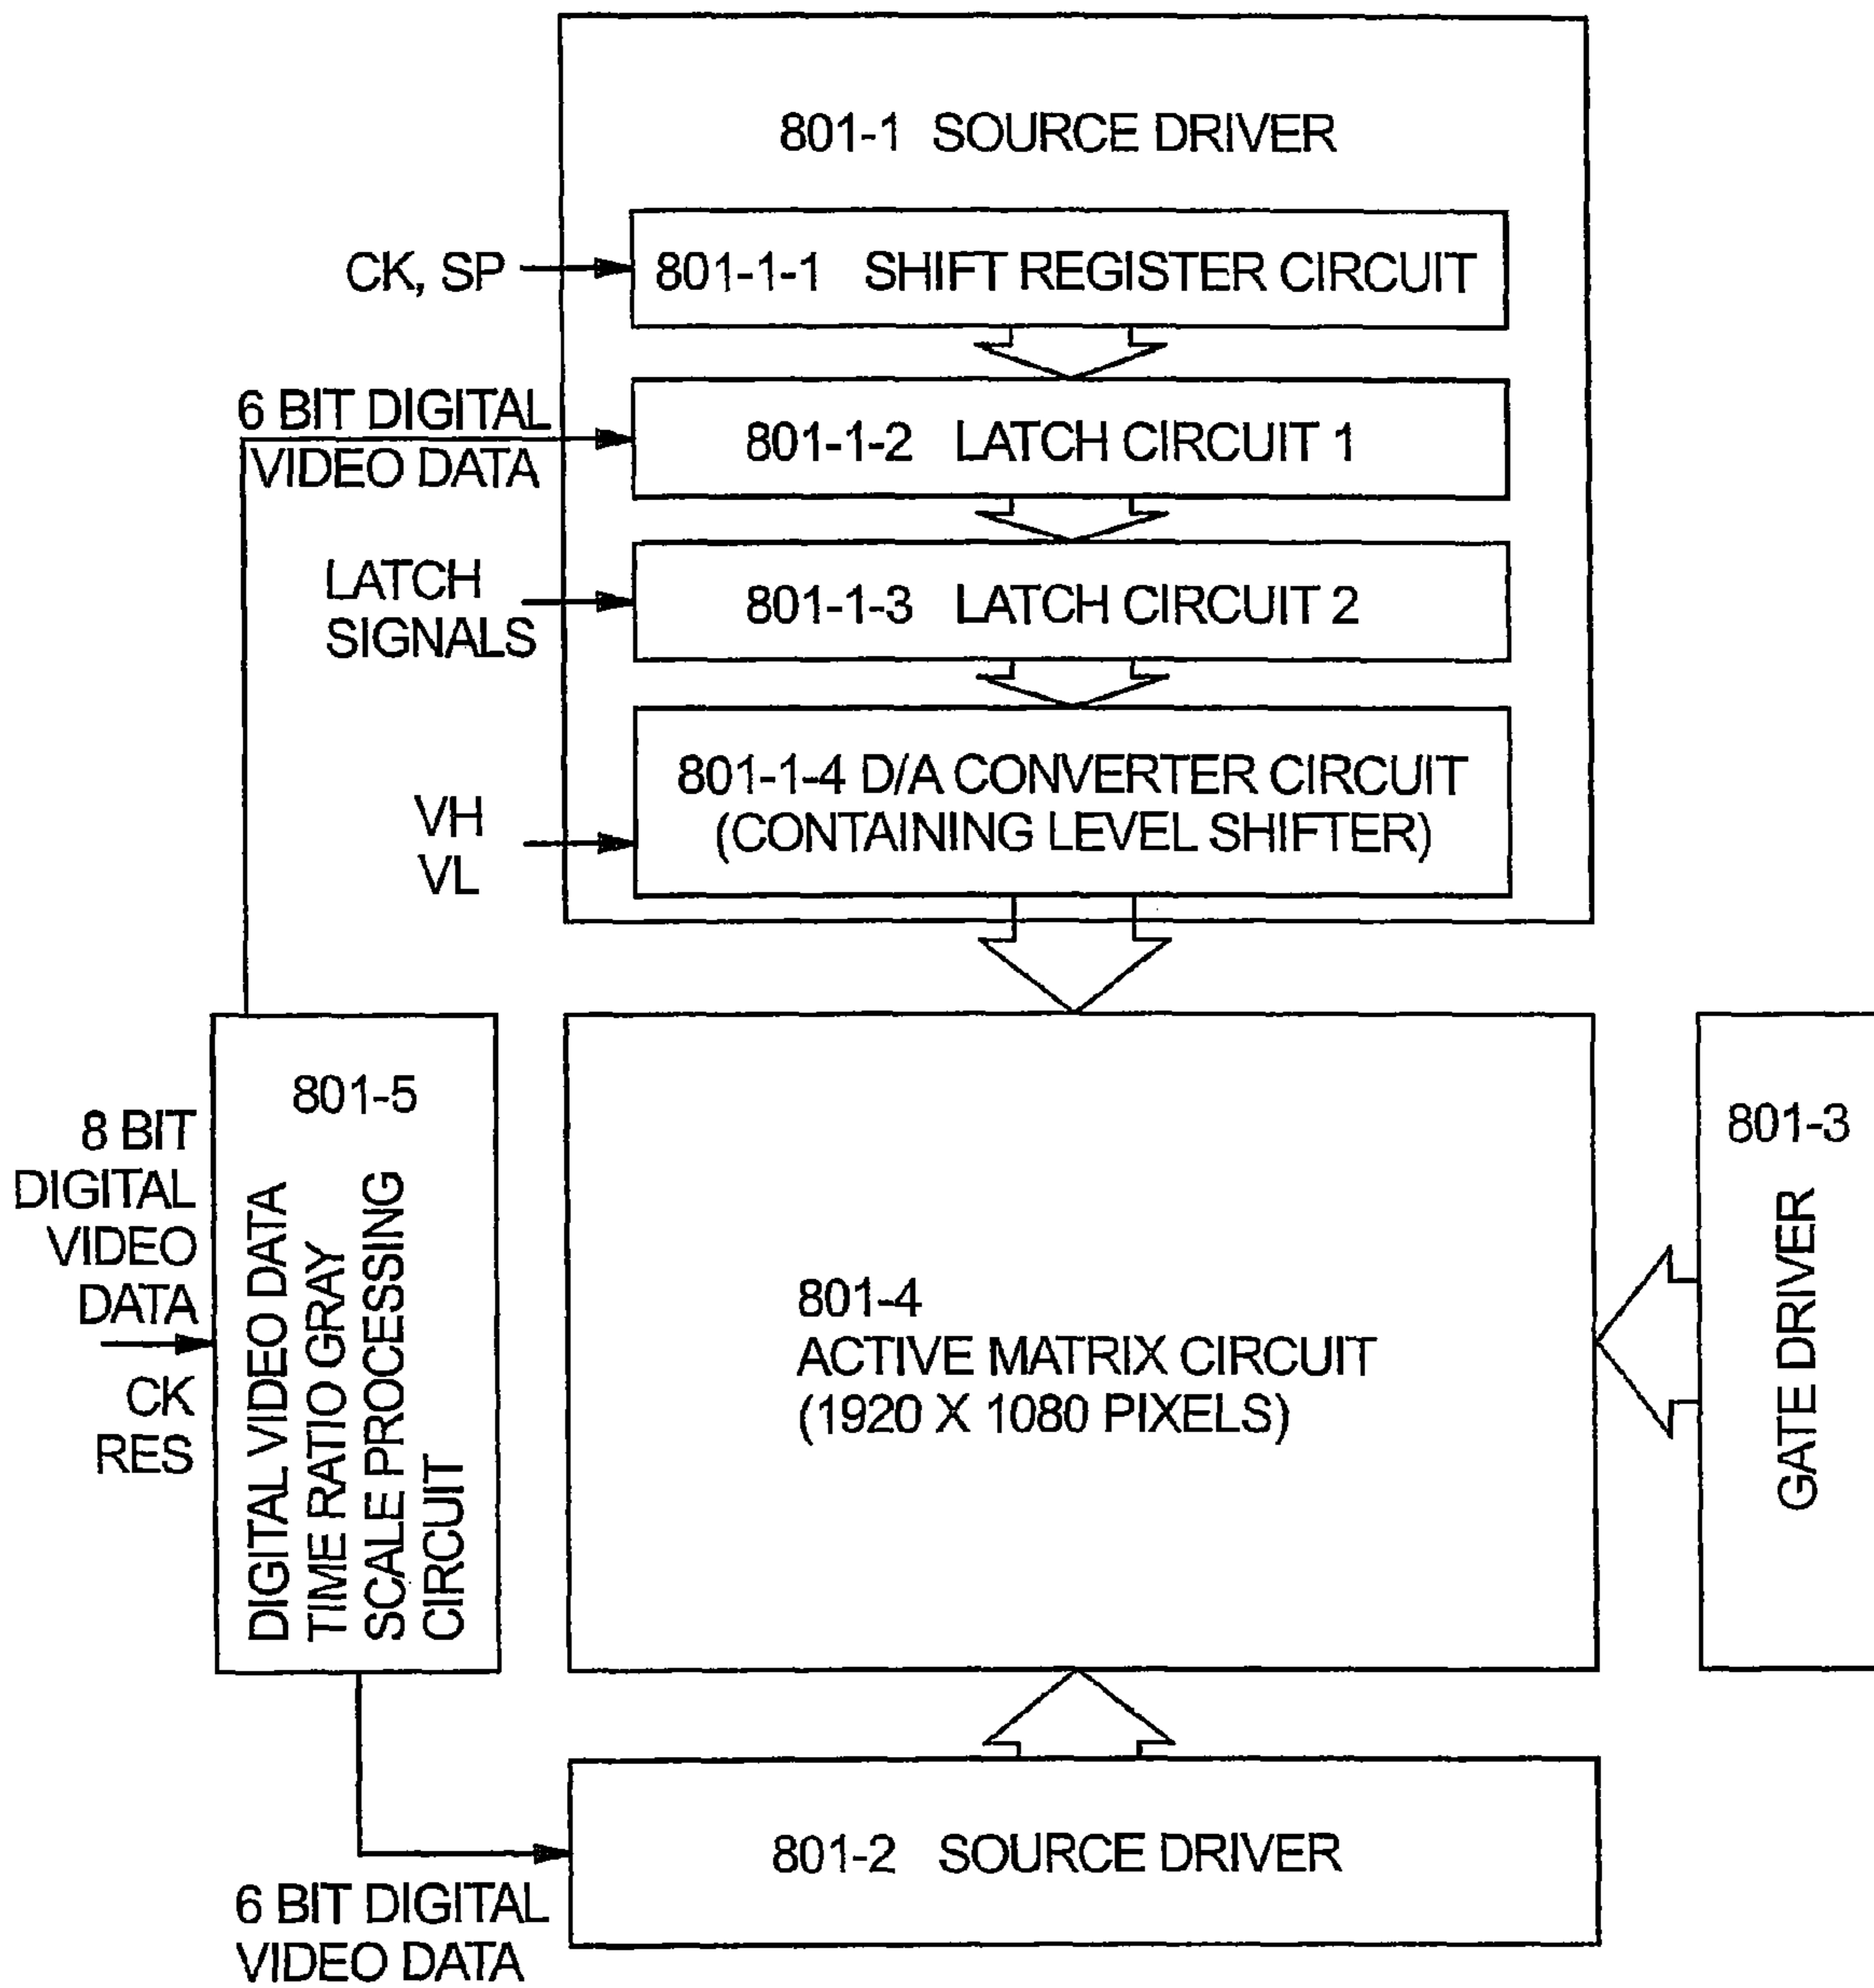 801-1 SOURCE DRIVER
CK, SP
801-1-1 SHIFT REGISTER CIRCUIT
6 BIT DIGITAL
VIDEO DATA
801-1-2 LATCH CIRCUIT 1
LATCH
SIGNALS
801-1-3 LATCH CIRCUIT 2
VH
VL
801-1-4 D/A CONVERTER CIRCUIT
(CONTAINING LEVEL SHIFTER)
8 BIT
DIGITAL
VIDEO
DATA
CK
RES
801-5
DIGITAL VIDEO DATA
TIME RATIO GRAY
SCALE PROCESSING
CIRCUIT
801-4
ACTIVE MATRIX CIRCUIT
(1920 X 1080 PIXELS)
801-3
GATE DRIVER
801-2 SOURCE DRIVER
6 BIT DIGITAL
VIDEO DATA